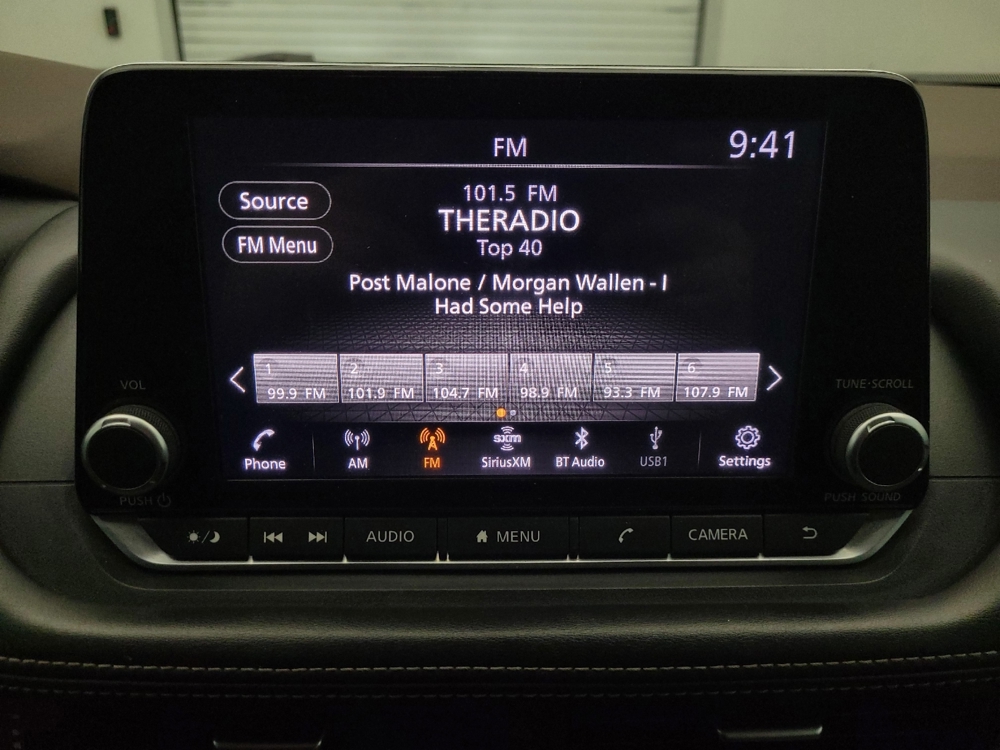 FM
9:41
Source
101.5 FM
THERADIO
FM Menu
Top 40
Post Malone / Morgan Wallen - I
Had Some Help
1 2 3 4 5 6
99.9 FM 101.9 FM 104.7 FM 98.9 FM 93.3 FM 107.9 FM
VOL
TUNE·SCROLL
sxm
Phone AM FM SiriusXM BT Audio USB1 Settings
PUSH
PUSH SOUND
AUDIO MENU CAMERA